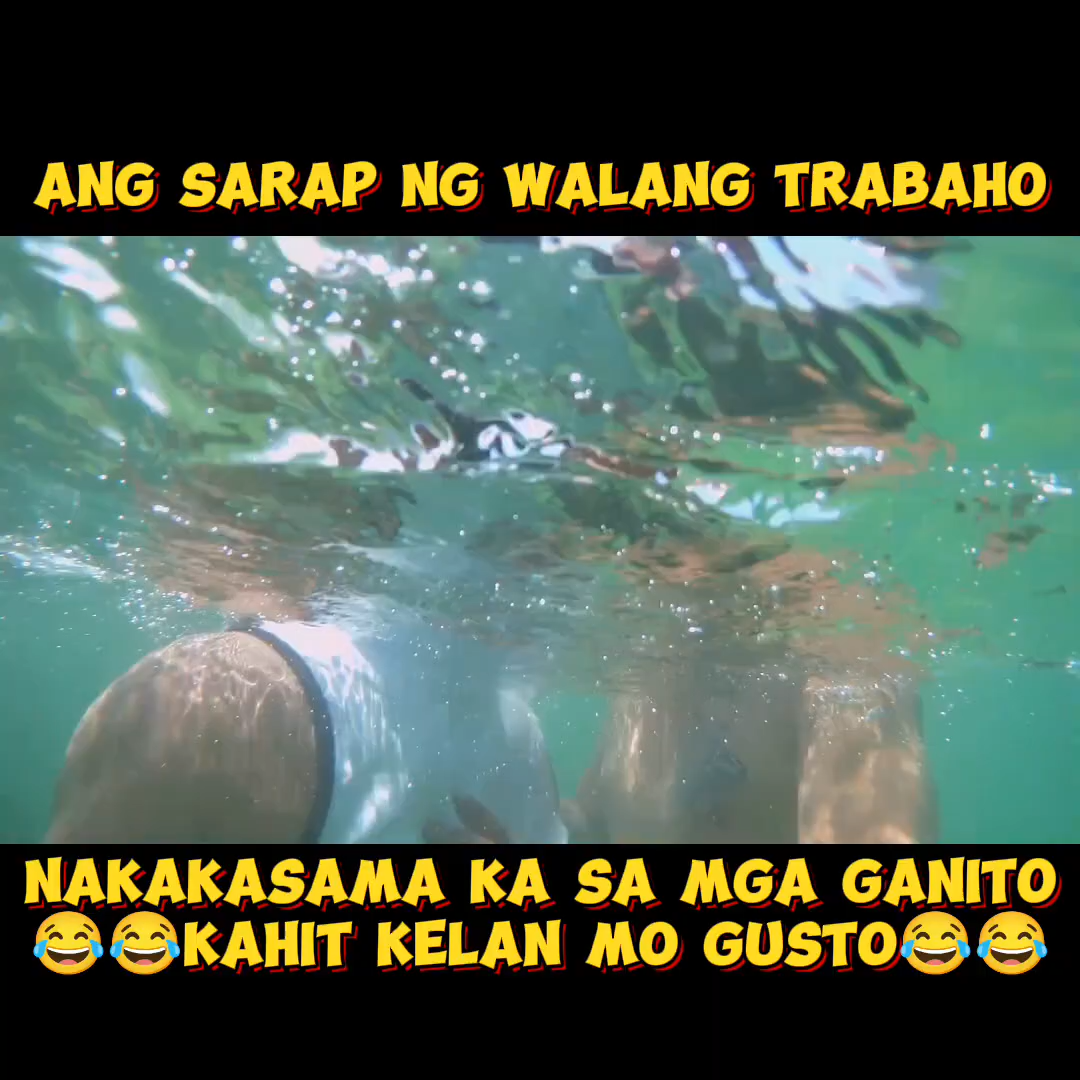 ANG SARAP NG WALANG TRABAHO
NAKAKASAMA KA SA MGA GANITO
😂😂KAHIT KELAN MO GUSTO😂😂